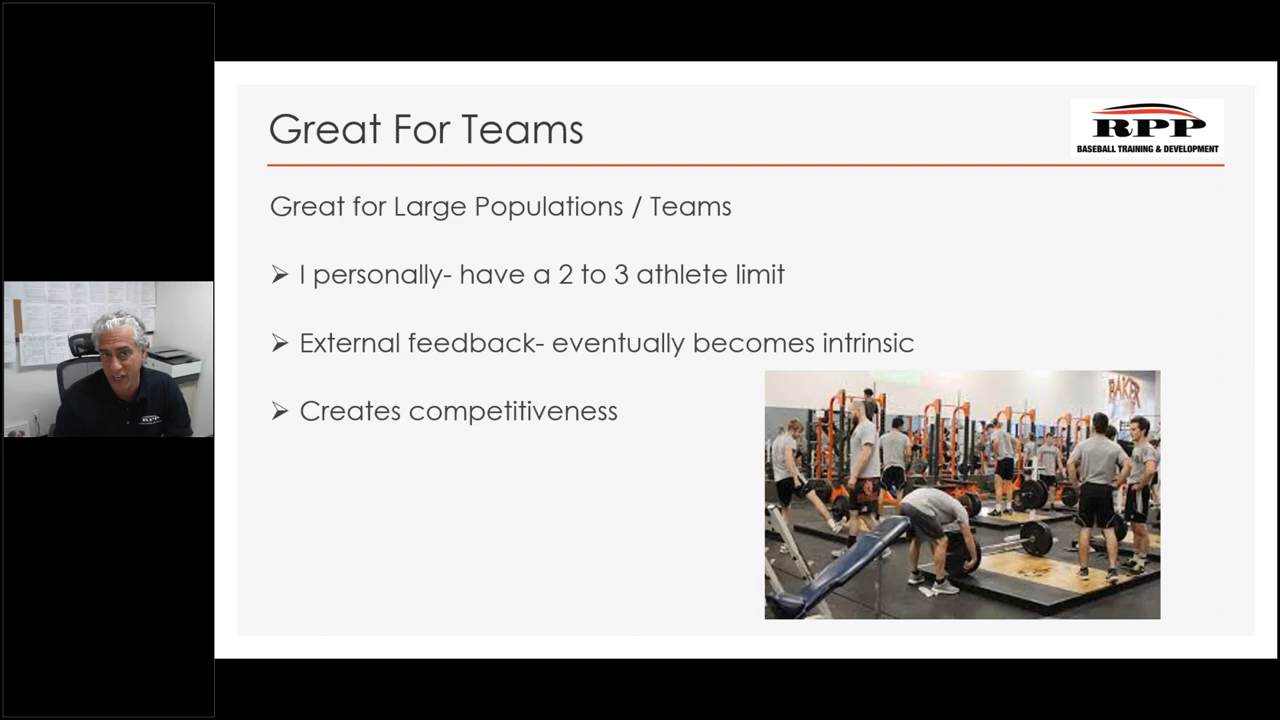 Great For Teams
RPP
BASEBALL TRAINING & DEVELOPMENT
Great for Large Populations / Teams
➢ I personally- have a 2 to 3 athlete limit
➢ External feedback- eventually becomes intrinsic
➢ Creates competitiveness
BAKER
RPP